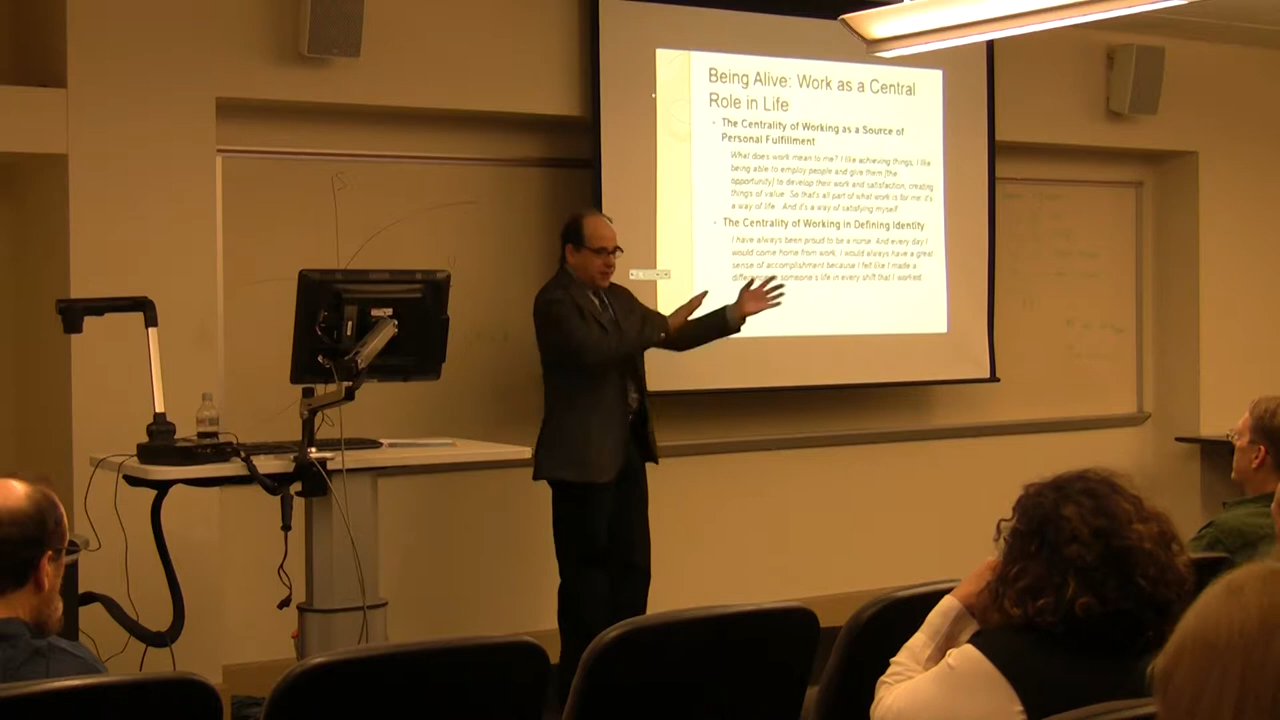 Being Alive: Work as a Central
Role in Life
• The Centrality of Working as a Source of
Personal Fulfillment
What does work mean to me? I like achieving things, I like
being able to employ people and give them [the
opportunity] to develop their work and satisfaction, creating
things of value. So that's all part of what work is for me. it's
a way of life. And it's a way of satisfying myself.
• The Centrality of Working in Defining Identity
I have always been proud to be a nurse. And every day I
would come home from work, I would always have a great
sense of accomplishment because I felt like I made a
someone's life in every shift that I worked.